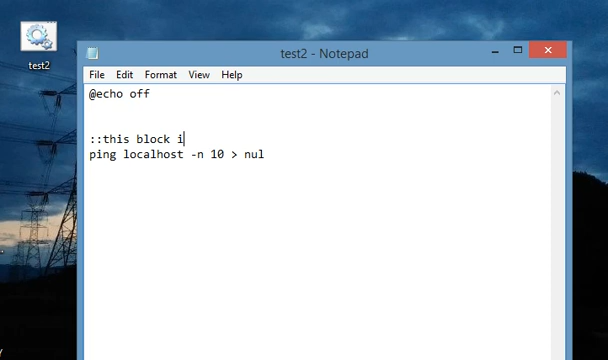 test2
test2 - Notepad
File Edit Format View Help
@echo off
::this block i
ping localhost -n 10 > nul